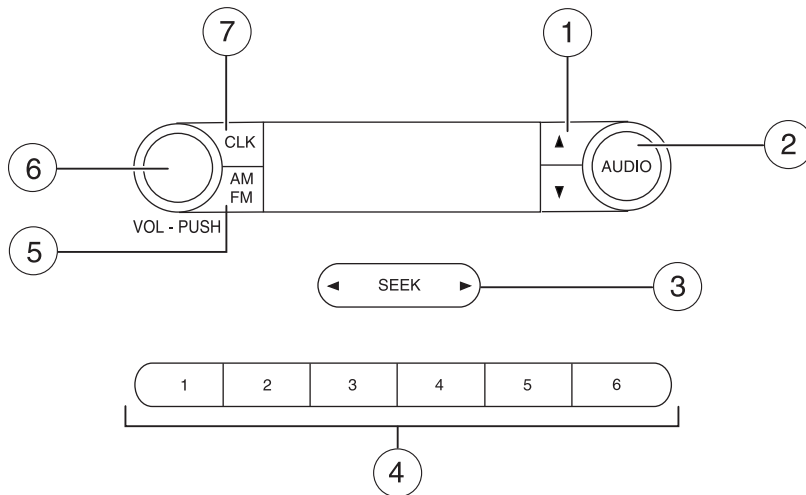 7
1
CLK
▲
2
6
AUDIO
AM
FM
▼
VOL - PUSH
5
◄ SEEK ►
3
1 2 3 4 5 6
4